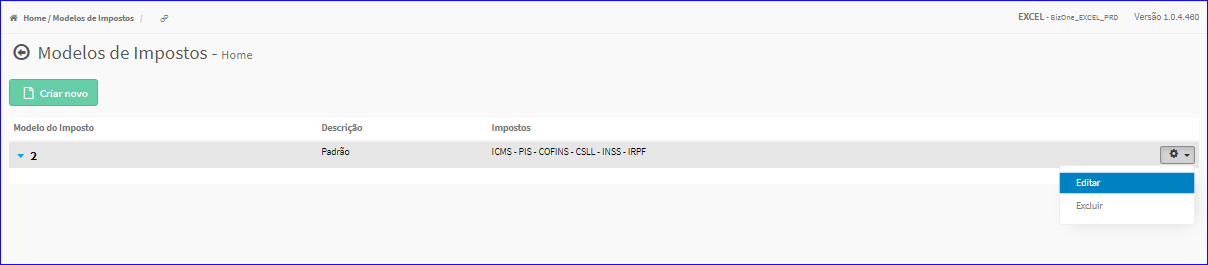 Home / Modelos de Impostos /
EXCEL - BizOne_EXCEL_PRD Versão 1.0.4.460
Modelos de Impostos - Home
Criar novo
Modelo do Imposto Descrição Impostos
2 Padrão ICMS - PIS - COFINS - CSLL - INSS - IRPF
Editar
Excluir